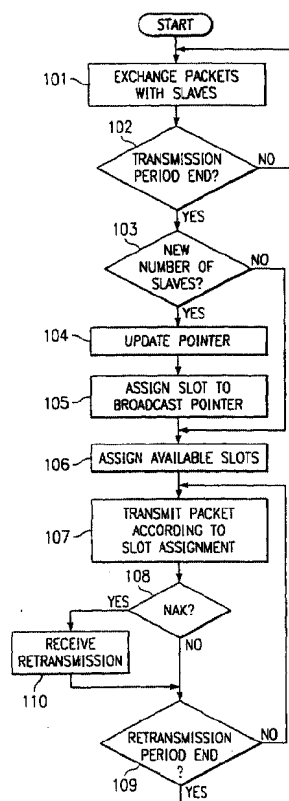 START
101
EXCHANGE PACKETS
WITH SLAVES
102
TRANSMISSION
PERIOD END?
NO
YES
103
NEW
NUMBER OF
SLAVES?
NO
YES
104
UPDATE POINTER
105
ASSIGN SLOT TO
BROADCAST POINTER
106
ASSIGN AVAILABLE SLOTS
107
TRANSMIT PACKET
ACCORDING TO
SLOT ASSIGNMENT
108
YES
NAK?
NO
RECEIVE
RETRANSMISSION
110
RETRANSMISSION
PERIOD END
?
NO
109
YES